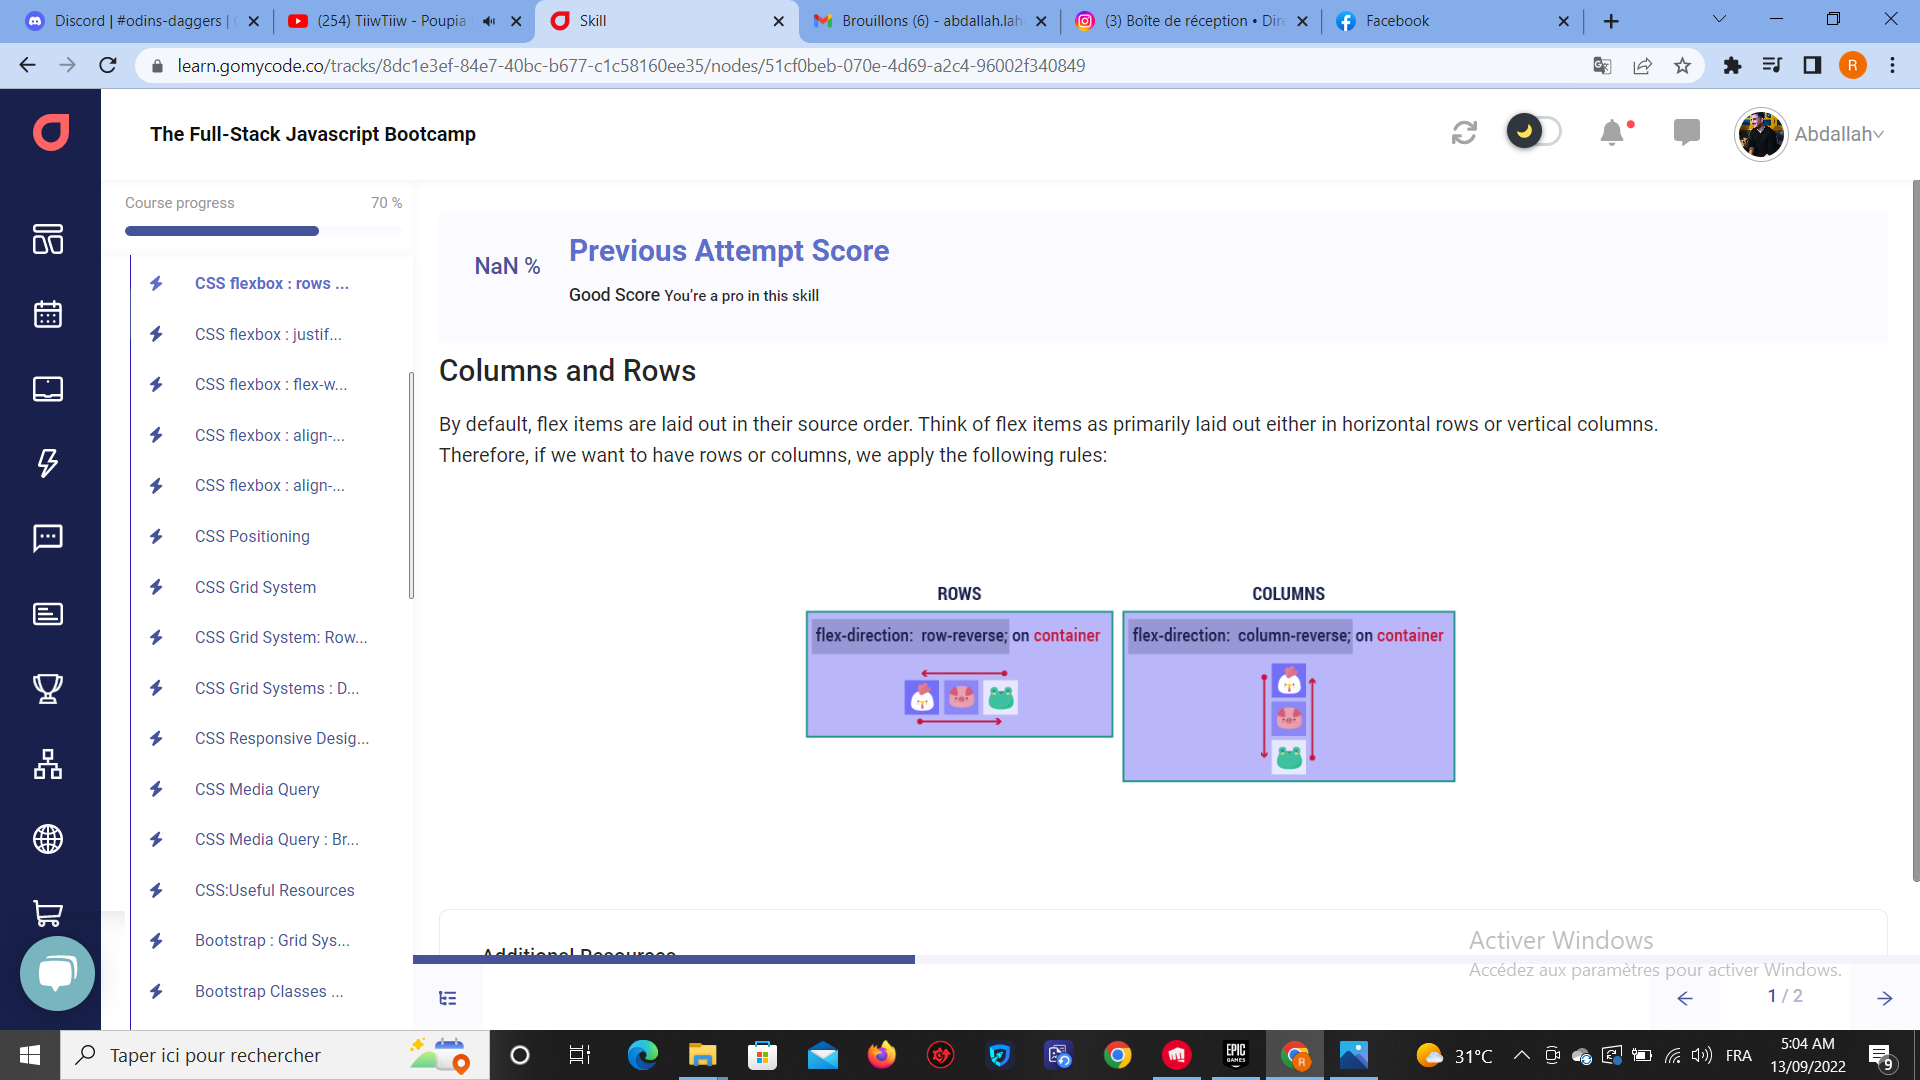 Discord | #odins-daggers |
(254) TiiwTiiw - Poupia
Skill
Brouillons (6) - abdallah.lah
(3) Boîte de réception • Dire
Facebook
learn.gomycode.co/tracks/8dc1e3ef-84e7-40bc-b677-c1c58160ee35/nodes/51cf0beb-070e-4d69-a2c4-96002f340849
R
The Full-Stack Javascript Bootcamp
Abdallah
Course progress
70 %
CSS flexbox : rows ...
CSS flexbox : justif...
CSS flexbox : flex-w...
CSS flexbox : align-...
CSS flexbox : align-...
CSS Positioning
CSS Grid System
CSS Grid System: Row...
CSS Grid Systems : D...
CSS Responsive Desig...
CSS Media Query
CSS Media Query : Br...
CSS:Useful Resources
Bootstrap : Grid Sys...
Bootstrap Classes ...
NaN %
Previous Attempt Score
Good Score You're a pro in this skill
Columns and Rows
By default, flex items are laid out in their source order. Think of flex items as primarily laid out either in horizontal rows or vertical columns.
Therefore, if we want to have rows or columns, we apply the following rules:
ROWS
flex-direction: row-reverse; on container
COLUMNS
flex-direction: column-reverse; on container
Additional Resources
Activer Windows
Accédez aux paramètres pour activer Windows.
1 / 2
Taper ici pour rechercher
EPIC
GAMES
R
31°C
FRA
5:04 AM
13/09/2022
9